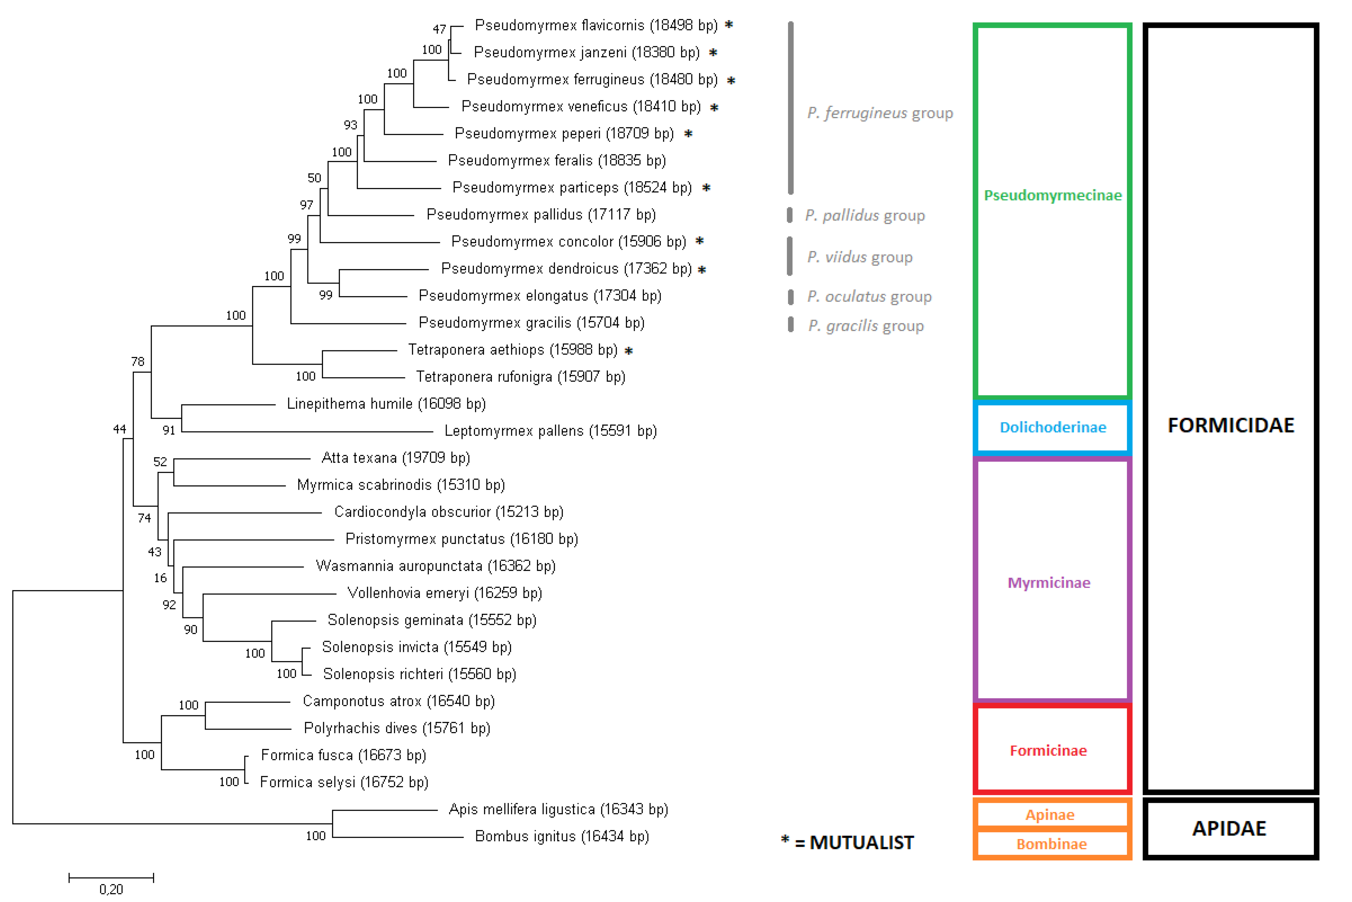 47
Pseudomyrmex flavicornis (18498 bp) *
100
Pseudomyrmex janzeni (18380 bp) *
100
Pseudomyrmex ferrugineus (18480 bp) *
100
Pseudomyrmex veneficus (18410 bp) *
P. ferrugineus group
93
Pseudomyrmex peperi (18709 bp) *
100
Pseudomyrmex feralis (18835 bp)
50
Pseudomyrmex particeps (18524 bp) *
Pseudomyrmecinae
97
Pseudomyrmex pallidus (17117 bp)
P. pallidus group
99
Pseudomyrmex concolor (15906 bp) *
P. viidus group
100
Pseudomyrmex dendroicus (17362 bp) *
99
Pseudomyrmex elongatus (17304 bp)
P. oculatus group
100
Pseudomyrmex gracilis (15704 bp)
P. gracilis group
78
Tetraponera aethiops (15988 bp) *
100
Tetraponera rufonigra (15907 bp)
Linepithema humile (16098 bp)
44
91
Leptomyrmex pallens (15591 bp)
Dolichoderinae
FORMICIDAE
52
Atta texana (19709 bp)
Myrmica scabrinodis (15310 bp)
74
Cardiocondyla obscurior (15213 bp)
43
Pristomyrmex punctatus (16180 bp)
16
Wasmannia auropunctata (16362 bp)
Myrmicinae
92
Vollenhovia emeryi (16259 bp)
90
Solenopsis geminata (15552 bp)
100
Solenopsis invicta (15549 bp)
100
Solenopsis richteri (15560 bp)
100
Camponotus atrox (16540 bp)
Polyrhachis dives (15761 bp)
100
Formica fusca (16673 bp)
Formicinae
100
Formica selysi (16752 bp)
Apis mellifera ligustica (16343 bp)
Apinae
100
Bombus ignitus (16434 bp)
* = MUTUALIST
Bombinae
APIDAE
0,20